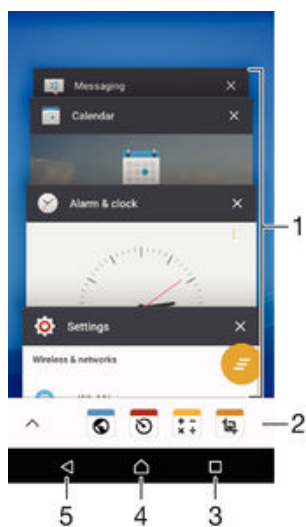 Messaging
Calendar
Alarm & clock
Settings
Wireless & networks
1
2
5 4 3